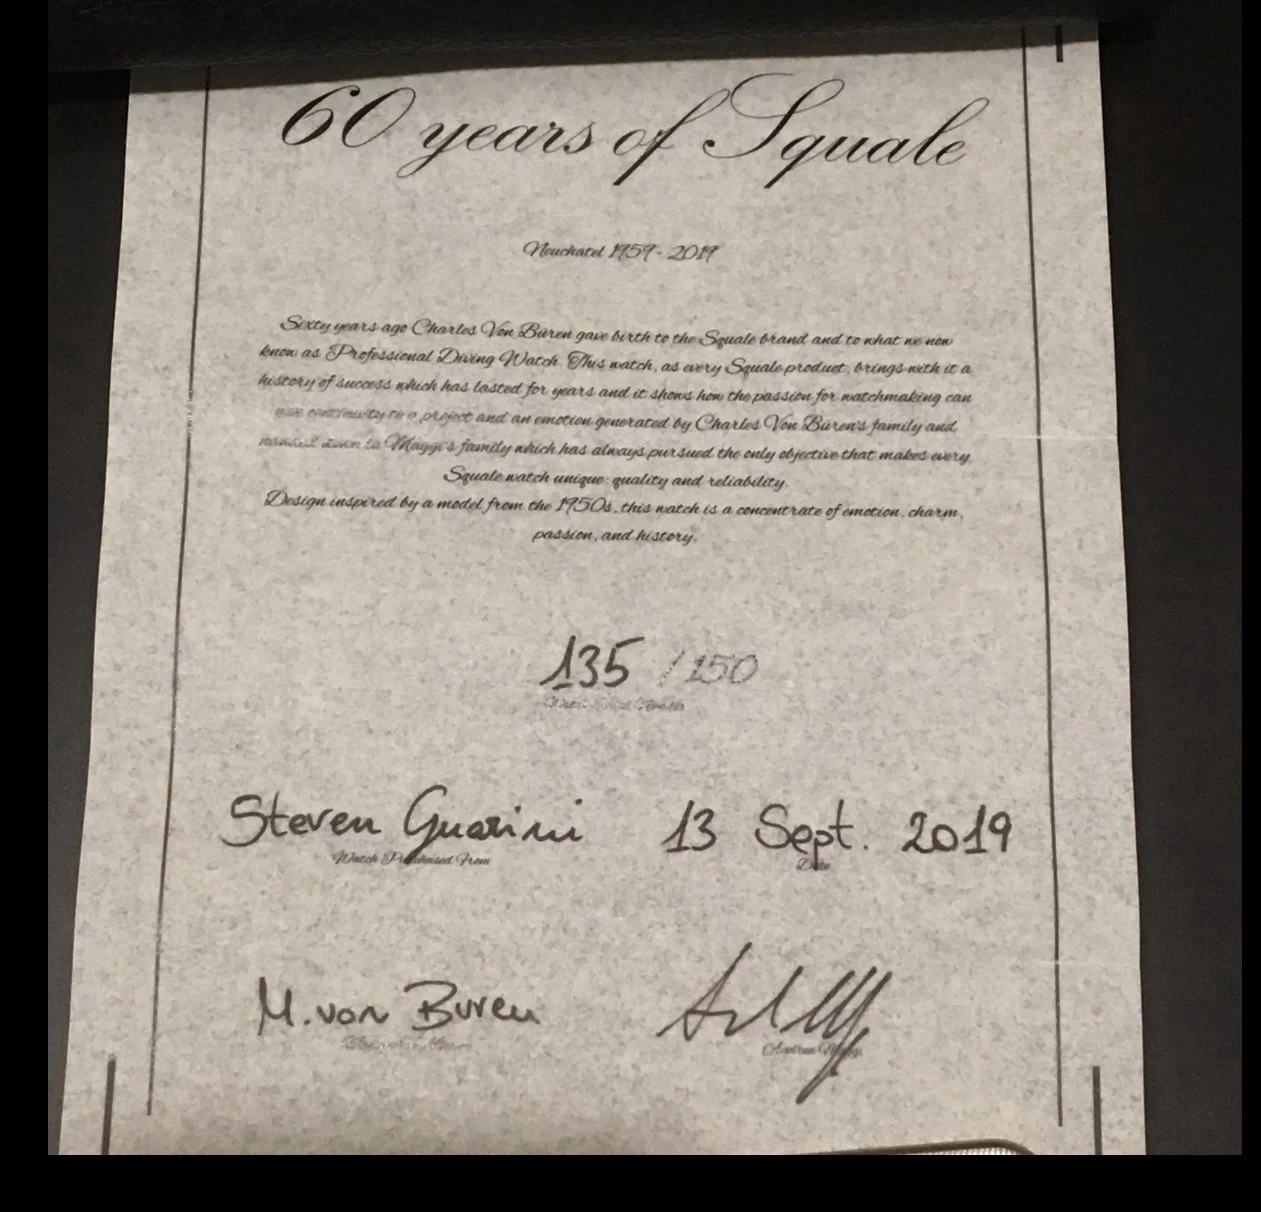 60 years of Squale
Neuchatel 1959 - 2019
Sixty years ago Charles Von Büren gave birth to the Squale brand and to what we now
know as Professional Diving Watch. This watch, as every Squale product, brings with it a
history of success which has lasted for years and it shows how the passion for watchmaking can
continuity to a project and an emotion generated by Charles Von Büren's family and
handed down to Maggi's family which has always pursued the only objective that makes every
Squale watch unique: quality and reliability.
Design inspired by a model from the 1950s, this watch is a concentrate of emotion, charm,
passion, and history.
135 / 150
Steven Guarini 13 Sept. 2019
Watch Purchased From Date
M. von Buren
Andrea Maggi